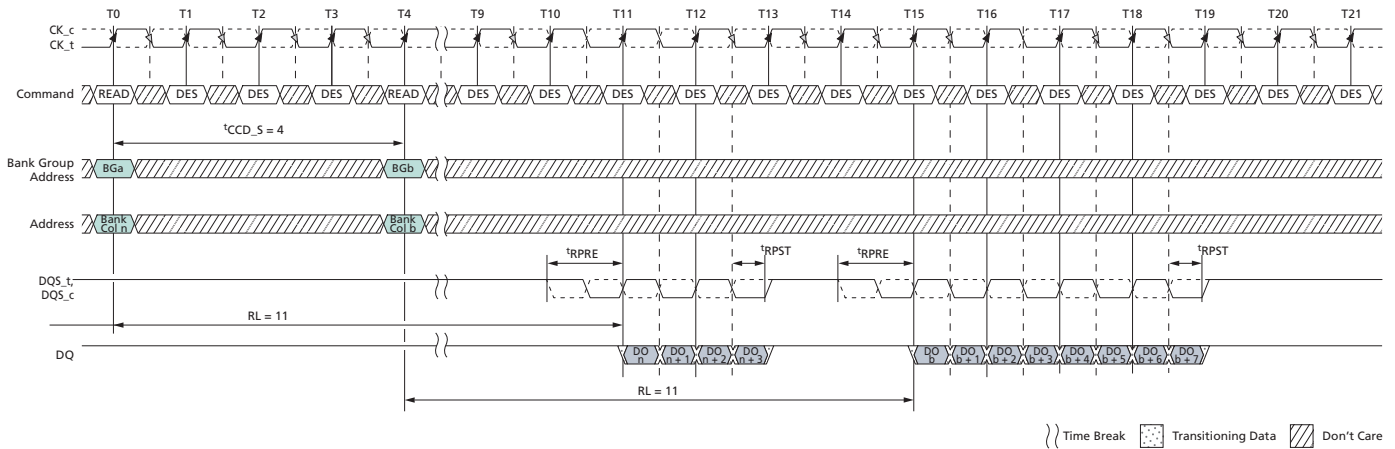 T0 T1 T2 T3 T4 T9 T10 T11 T12 T13 T14 T15 T16 T17 T18 T19 T20 T21
CK_c
CK_t
Command READ DES DES DES READ DES DES DES DES DES DES DES DES DES DES DES DES DES
tCCD_S = 4
Bank Group
Address
BGa BGb
Address
Bank
Col n
Bank
Col b
tRPRE tRPST tRPRE tRPST
DQS_t,
DQS_c
RL = 11
DQ
DO
n
DO
n + 1
DO
n + 2
DO
n + 3
DO
b
DO
b + 1
DO
b + 2
DO
b + 3
DO
b + 4
DO
b + 5
DO
b + 6
DO
b + 7
RL = 11
Time Break Transitioning Data Don't Care